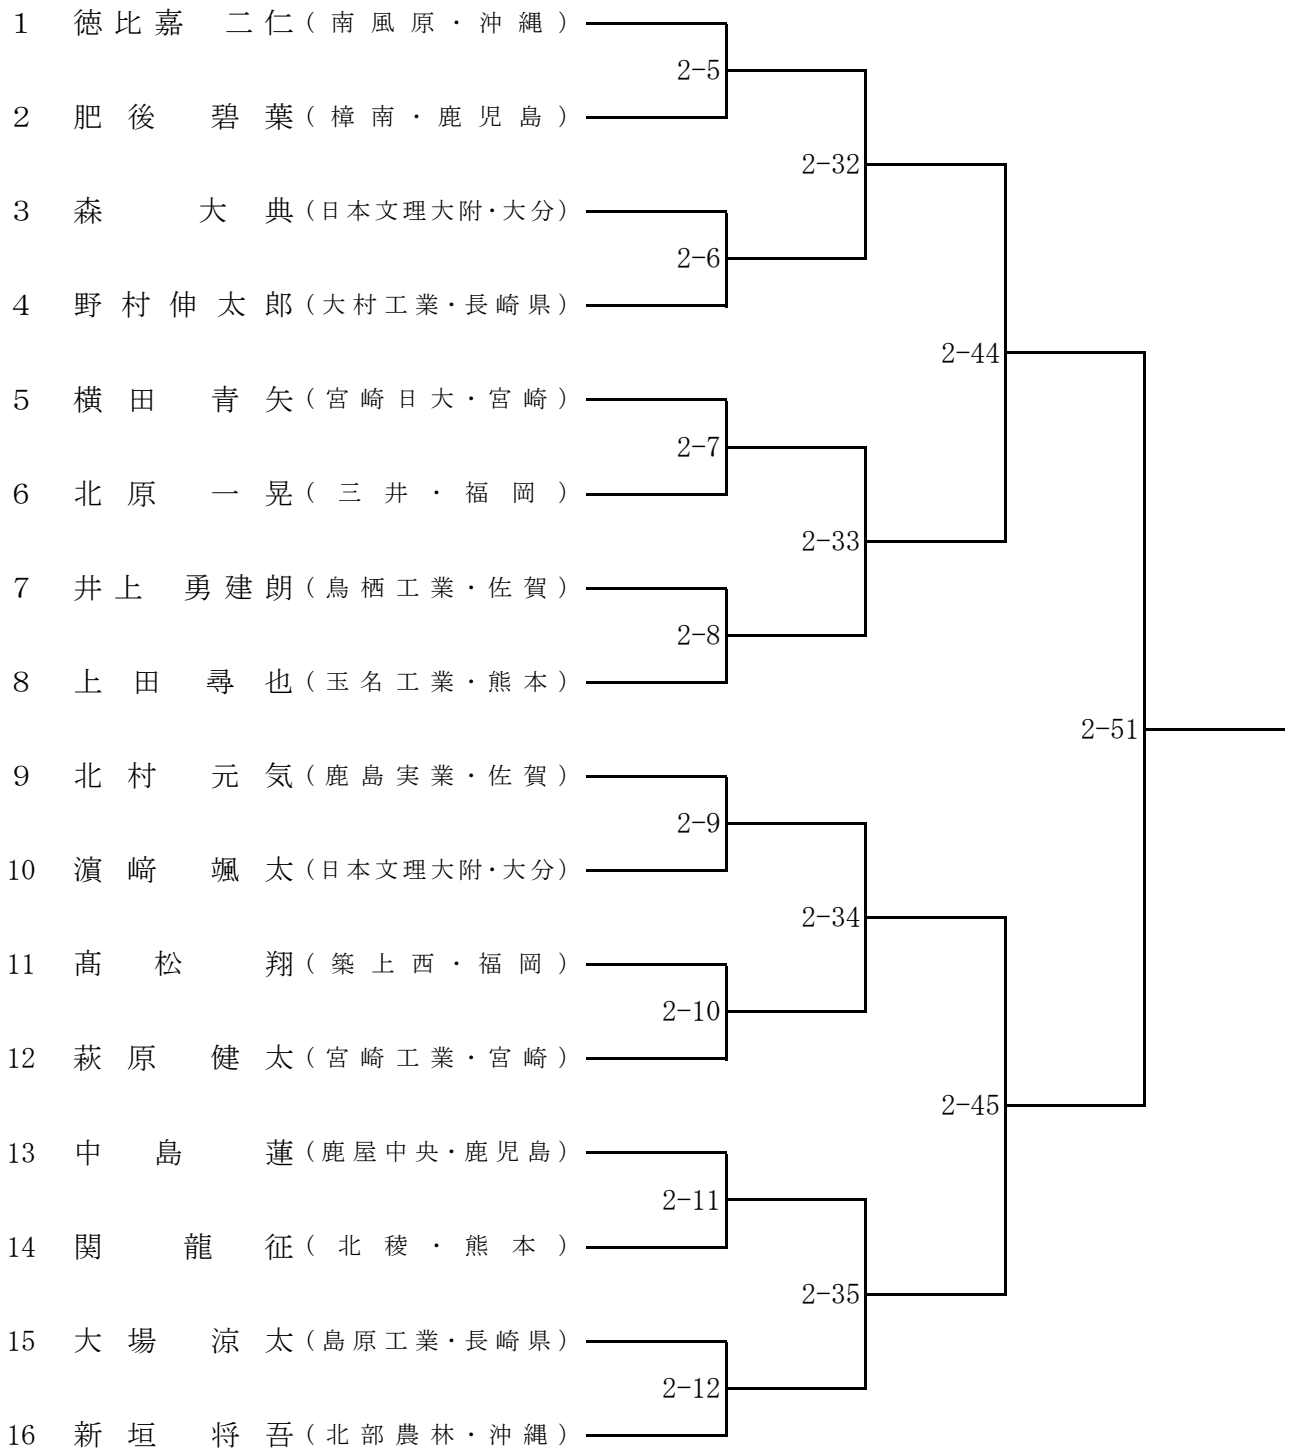 1 徳比嘉 二仁(南風原・沖縄)
2-5
2 肥後 碧葉(樟南・鹿児島)
2-32
3 森 大典(日本文理大附・大分)
2-6
4 野村伸太郎(大村工業・長崎県)
2-44
5 横田 青矢(宮崎日大・宮崎)
2-7
6 北原 一晃(三井・福岡)
2-33
7 井上 勇建朗(鳥栖工業・佐賀)
2-8
8 上田 尋也(玉名工業・熊本)
2-51
9 北村 元気(鹿島実業・佐賀)
2-9
10 濵﨑 颯太(日本文理大附・大分)
2-34
11 髙松 翔(築上西・福岡)
2-10
12 萩原 健太(宮崎工業・宮崎)
2-45
13 中島 蓮(鹿屋中央・鹿児島)
2-11
14 関 龍征(北稜・熊本)
2-35
15 大場 涼太(島原工業・長崎県)
2-12
16 新垣 将吾(北部農林・沖縄)